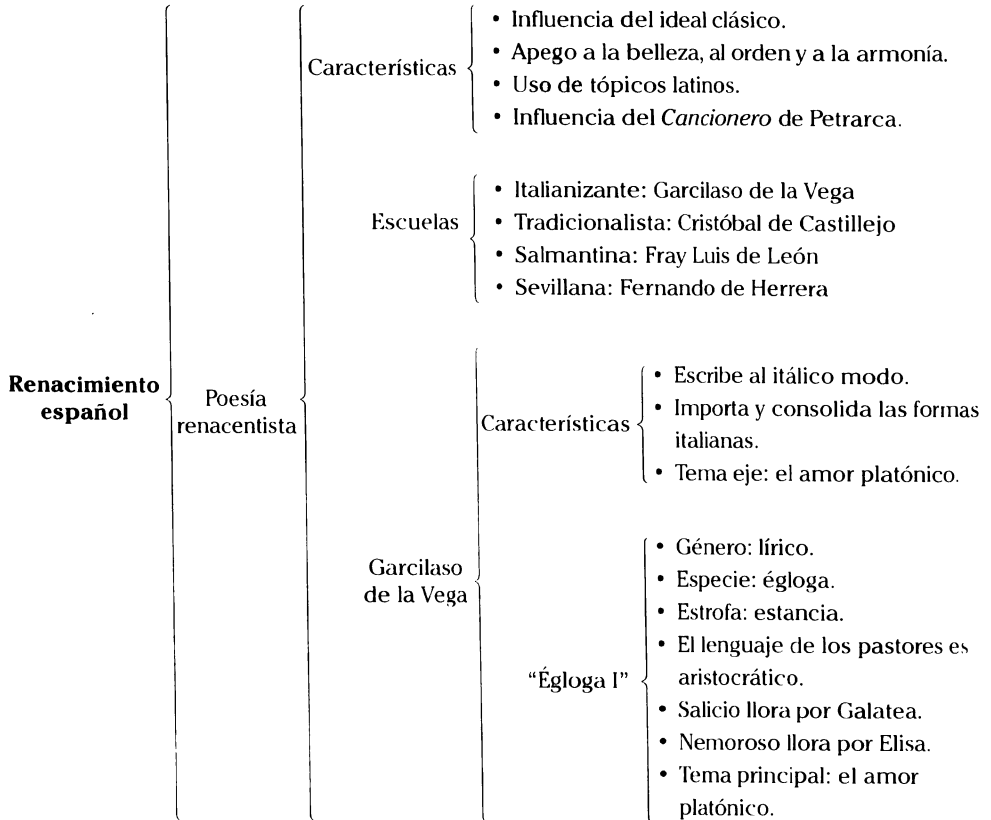 Características
• Influencia del ideal clásico.
• Apego a la belleza, al orden y a la armonía.
• Uso de tópicos latinos.
• Influencia del Cancionero de Petrarca.
Escuelas
• Italianizante: Garcilaso de la Vega
• Tradicionalista: Cristóbal de Castillejo
• Salmantina: Fray Luis de León
• Sevillana: Fernando de Herrera
Renacimiento
español
Poesía
renacentista
Características
• Escribe al itálico modo.
• Importa y consolida las formas
italianas.
• Tema eje: el amor platónico.
Garcilaso
de la Vega
“Égloga I”
• Género: lírico.
• Especie: égloga.
• Estrofa: estancia.
• El lenguaje de los pastores es
aristocrático.
• Salicio llora por Galatea.
• Nemoroso llora por Elisa.
• Tema principal: el amor
platónico.